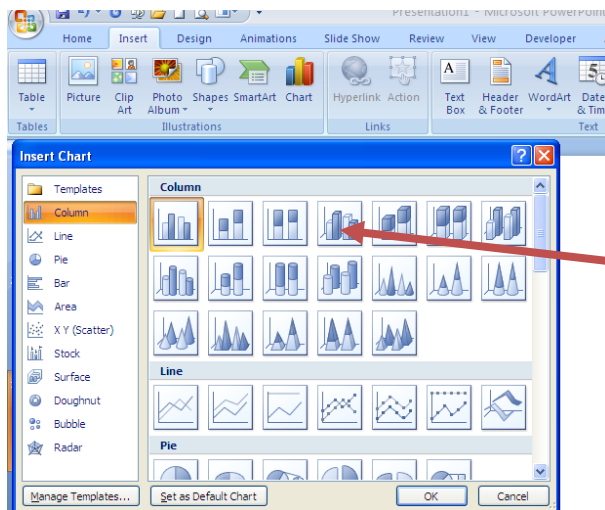 Presentation1 - Microsoft PowerPoint
Home Insert Design Animations Slide Show Review View Developer
Table Picture Clip Art Photo Album Shapes SmartArt Chart Hyperlink Action Text Box Header & Footer WordArt Date & Tim
Tables Illustrations Links Text
Insert Chart
Templates
Column
Line
Pie
Bar
Area
X Y (Scatter)
Stock
Surface
Doughnut
Bubble
Radar
Column
Line
Pie
Manage Templates... Set as Default Chart OK Cancel